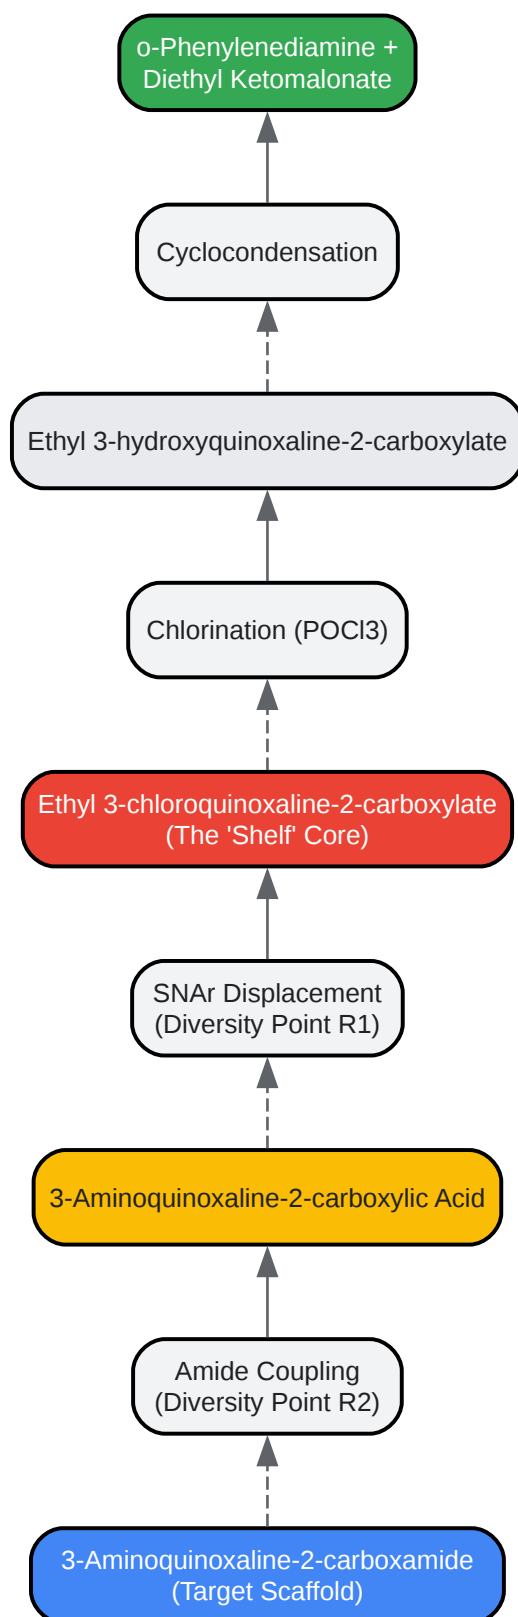 o-Phenylenediamine +
Diethyl Ketomalonate
Cyclocondensation
Ethyl 3-hydroxyquinoxaline-2-carboxylate
Chlorination (POCl3)
Ethyl 3-chloroquinoxaline-2-carboxylate
(The 'Shelf' Core)
SNAr Displacement
(Diversity Point R1)
3-Aminoquinoxaline-2-carboxylic Acid
Amide Coupling
(Diversity Point R2)
3-Aminoquinoxaline-2-carboxamide
(Target Scaffold)